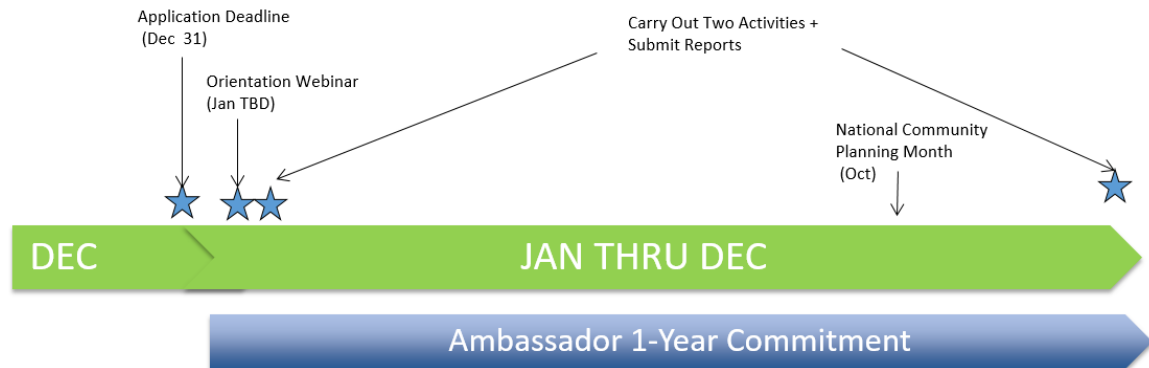 Application Deadline
(Dec 31)
Orientation Webinar
(Jan TBD)
Carry Out Two Activities +
Submit Reports
National Community
Planning Month
(Oct)
DEC
JAN THRU DEC
Ambassador 1-Year Commitment